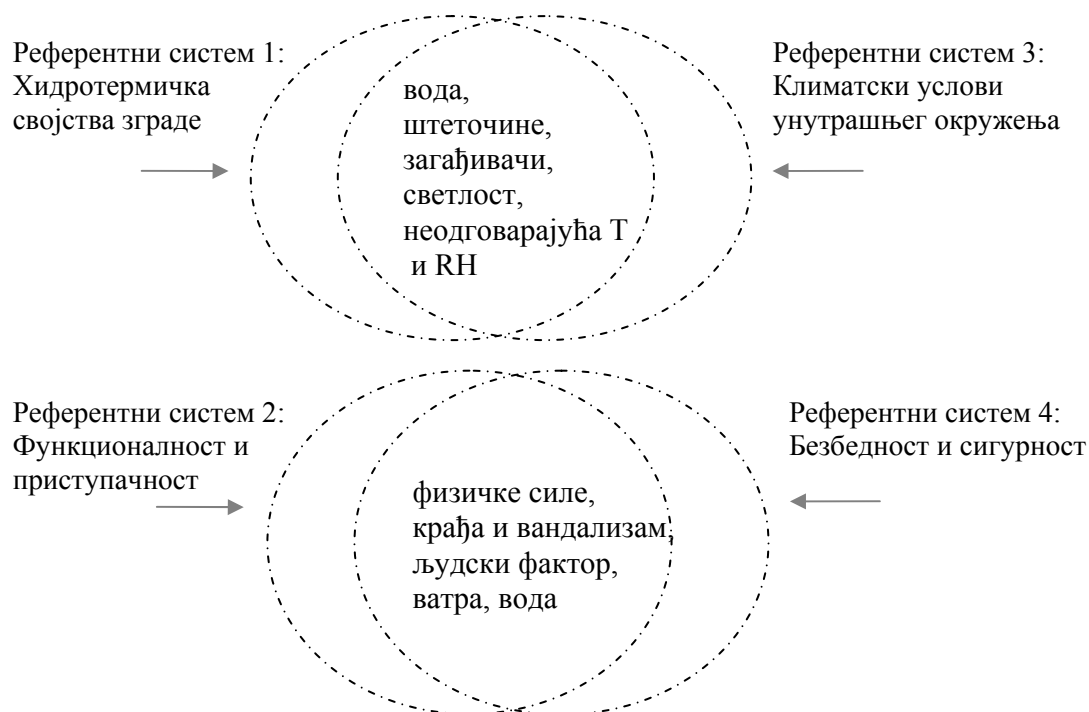 Референтни систем 1:
Хидротермичка
својства зграде
вода,
штеточине,
загађивачи,
светлост,
неодговарајућа Т
и RH
Референтни систем 3:
Климатски услови
унутрашњег окружења
Референтни систем 2:
Функционалност и
приступачност
физичке силе,
крађа и вандализам,
људски фактор,
ватра, вода
Референтни систем 4:
Безбедност и сигурност